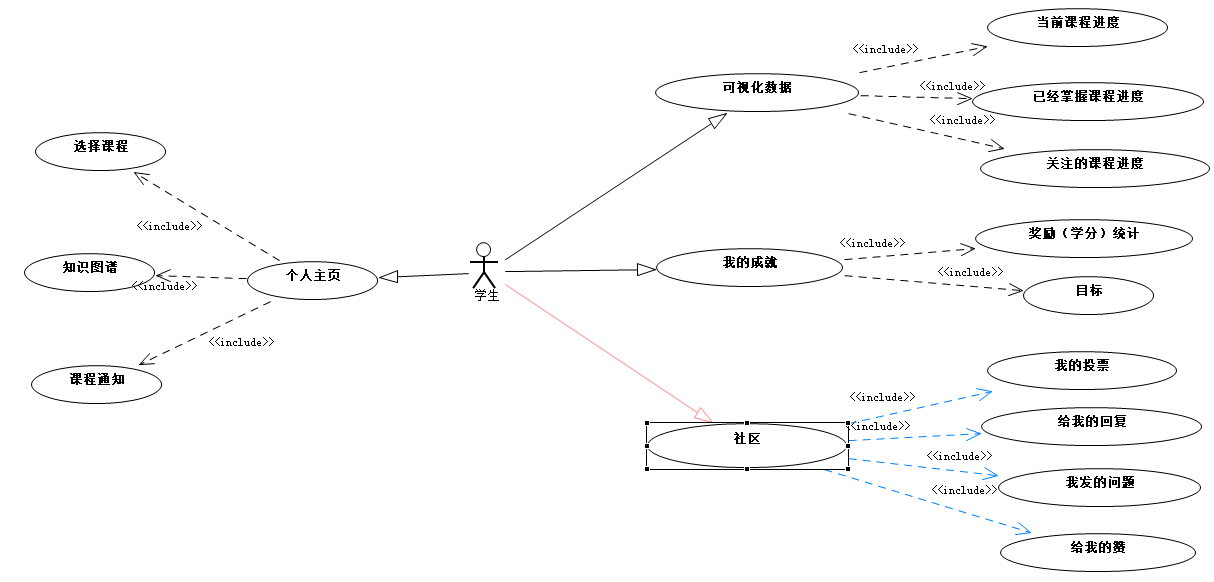 当前课程进度
<<include>>
可视化数据
<<include>>
已经掌握课程进度
<<include>>
关注的课程进度
选择课程
<<include>>
知识图谱
<<include>>
个人主页
<<include>>
课程通知
学生
奖励（学分）统计
<<include>>
我的成就
<<include>>
目标
我的投票
<<include>>
<<include>>
给我的回复
社区
<<include>>
我发的问题
<<include>>
给我的赞